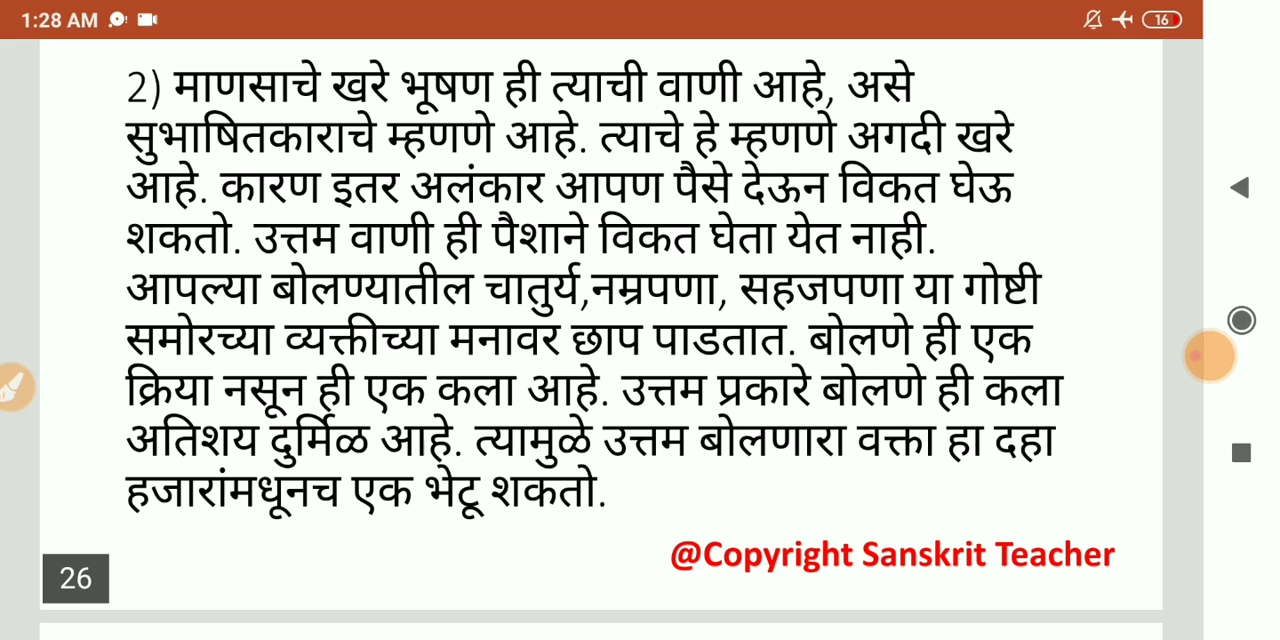 1:28 AM
16
2) माणसाचे खरे भूषण ही त्याची वाणी आहे, असे
सुभाषितकाराचे म्हणणे आहे. त्याचे हे म्हणणे अगदी खरे
आहे. कारण इतर अलंकार आपण पैसे देऊन विकत घेऊ
शकतो. उत्तम वाणी ही पैशाने विकत घेता येत नाही.
आपल्या बोलण्यातील चातुर्य,नम्रपणा, सहजपणा या गोष्टी
समोरच्या व्यक्तीच्या मनावर छाप पाडतात. बोलणे ही एक
क्रिया नसून ही एक कला आहे. उत्तम प्रकारे बोलणे ही कला
अतिशय दुर्मिळ आहे. त्यामुळे उत्तम बोलणारा वक्ता हा दहा
हजारांमधूनच एक भेटू शकतो.
@Copyright Sanskrit Teacher
26